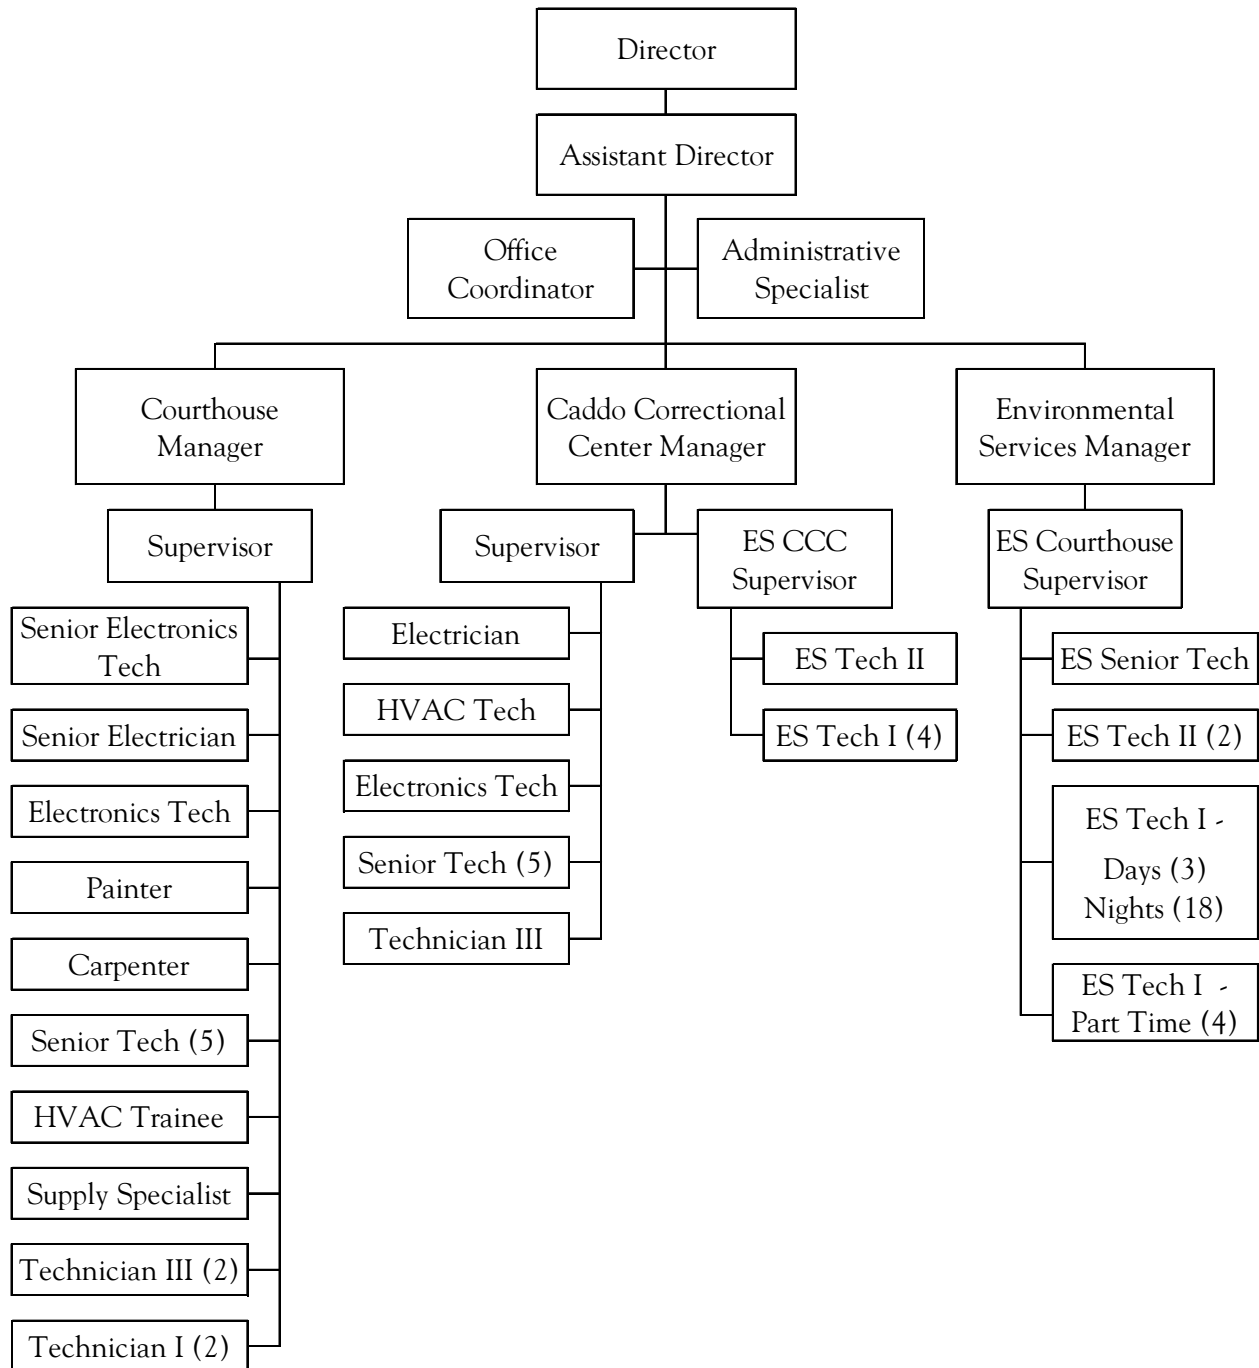 Director
Assistant Director
Office
Coordinator
Administrative
Specialist
Courthouse
Manager
Caddo Correctional
Center Manager
Environmental
Services Manager
Supervisor
Senior Electronics
Tech
Senior Electrician
Electronics Tech
Painter
Carpenter
Senior Tech (5)
HVAC Trainee
Supply Specialist
Technician III (2)
Technician I (2)
Supervisor
Electrician
HVAC Tech
Electronics Tech
Senior Tech (5)
Technician III
ES CCC
Supervisor
ES Tech II
ES Tech I (4)
ES Courthouse
Supervisor
ES Senior Tech
ES Tech II (2)
ES Tech I -
Days (3)
Nights (18)
ES Tech I -
Part Time (4)